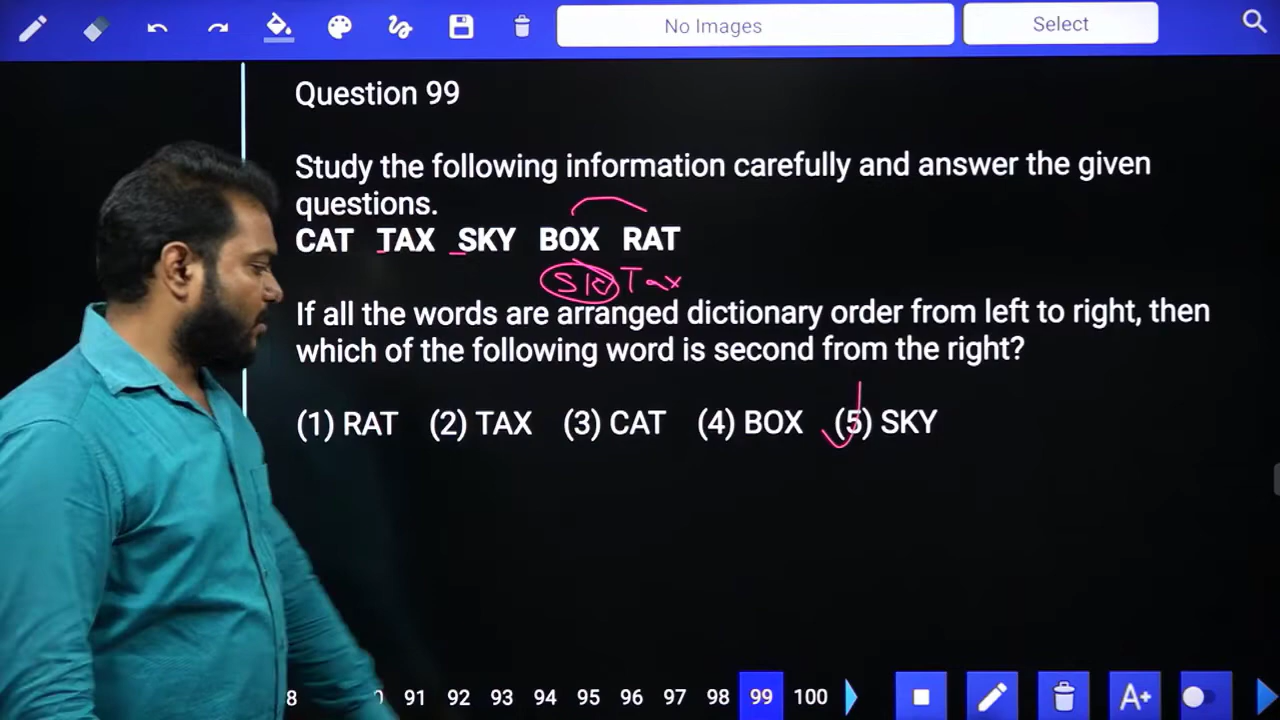 No Images Select
Question 99
Study the following information carefully and answer the given
questions.
CAT TAX SKY BOX RAT
Sky Tax
If all the words are arranged dictionary order from left to right, then
which of the following word is second from the right?
(1) RAT (2) TAX (3) CAT (4) BOX (5) SKY
8 91 92 93 94 95 96 97 98 99 100 A+